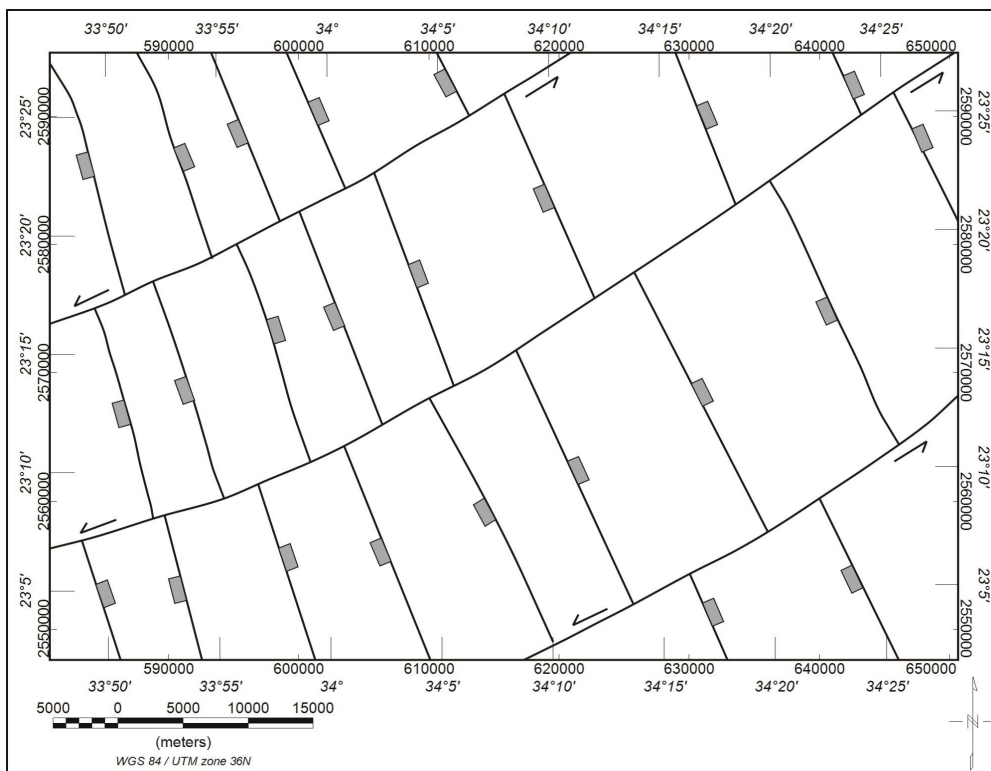 33°50' 33°55' 34° 34°5' 34°10' 34°15' 34°20' 34°25'
590000 600000 610000 620000 630000 640000 650000
23°25' 2590000 2590000 23°25'
23°20' 2580000 2580000 23°20'
23°15' 2570000 2570000 23°15'
23°10' 2560000 2560000 23°10'
23°5' 2550000 2550000 23°5'
590000 600000 610000 620000 630000 640000 650000
33°50' 33°55' 34° 34°5' 34°10' 34°15' 34°20' 34°25'
5000 0 5000 10000 15000
(meters)
WGS 84 / UTM zone 36N
N